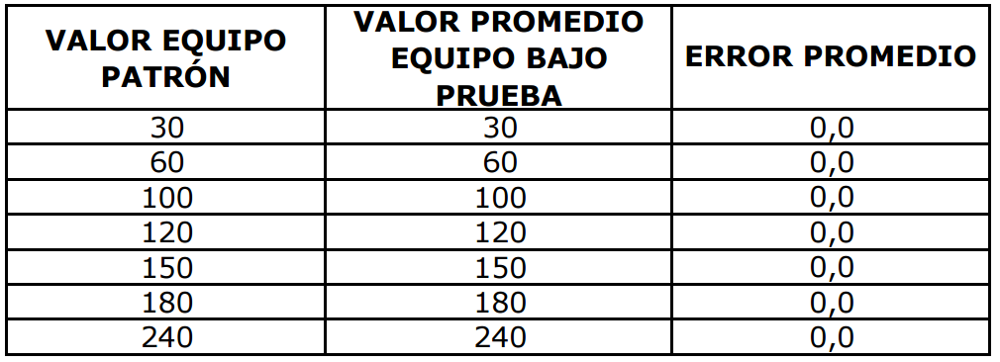 VALOR EQUIPO
PATRÓN
VALOR PROMEDIO
EQUIPO BAJO
PRUEBA
ERROR PROMEDIO
30 30 0,0
60 60 0,0
100 100 0,0
120 120 0,0
150 150 0,0
180 180 0,0
240 240 0,0